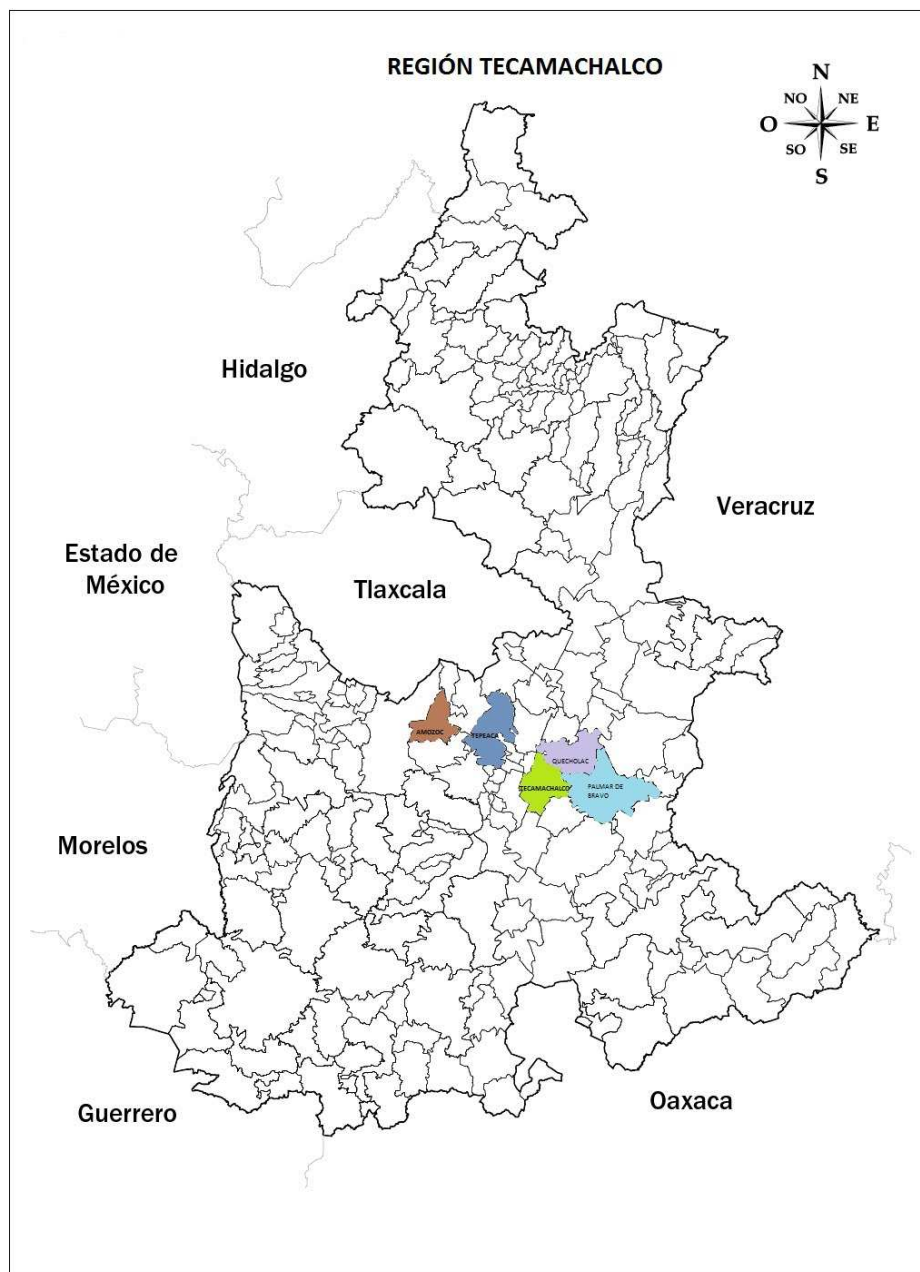 REGIÓN TECAMACHALCO
N
NO
NE
O
E
SO
SE
S
Hidalgo
Veracruz
Estado de
México
Tlaxcala
AMOZOC
TEPEACA
QUECHOLAC
TECAMACHALCO
PALMAR DE
BRAVO
Morelos
Guerrero
Oaxaca